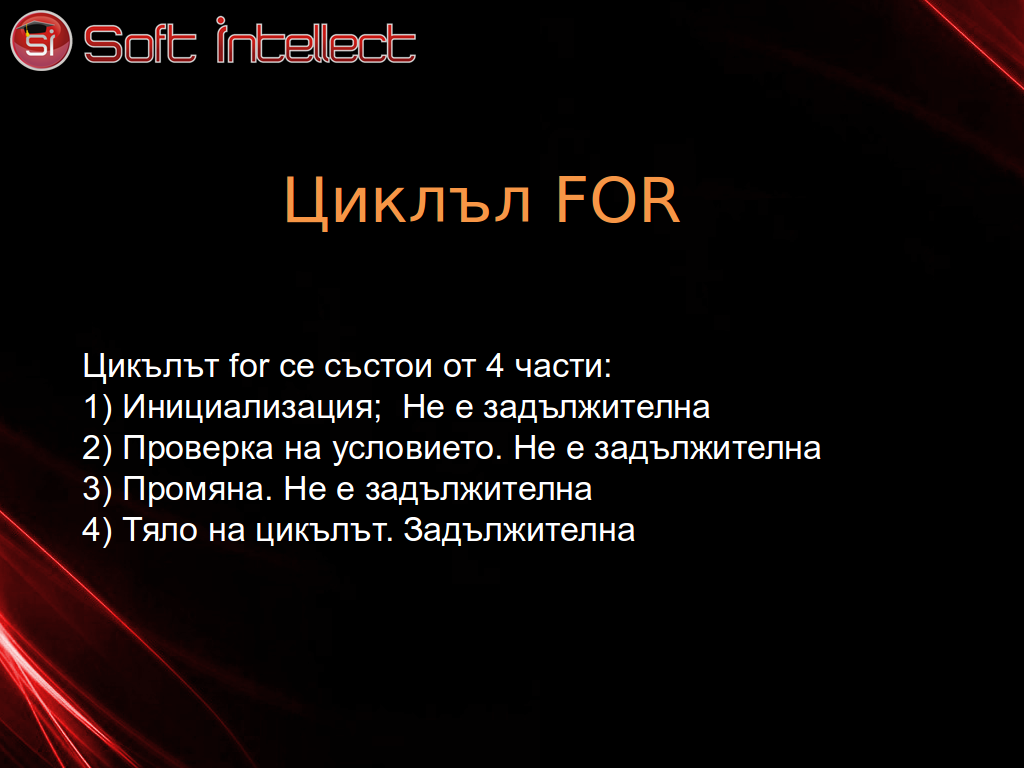 Si Soft Intellect
Циклъл FOR
Цикълът for се състои от 4 части:
1) Инициализация;  Не е задължителна
2) Проверка на условието. Не е задължителна
3) Промяна. Не е задължителна
4) Тяло на цикълът. Задължителна